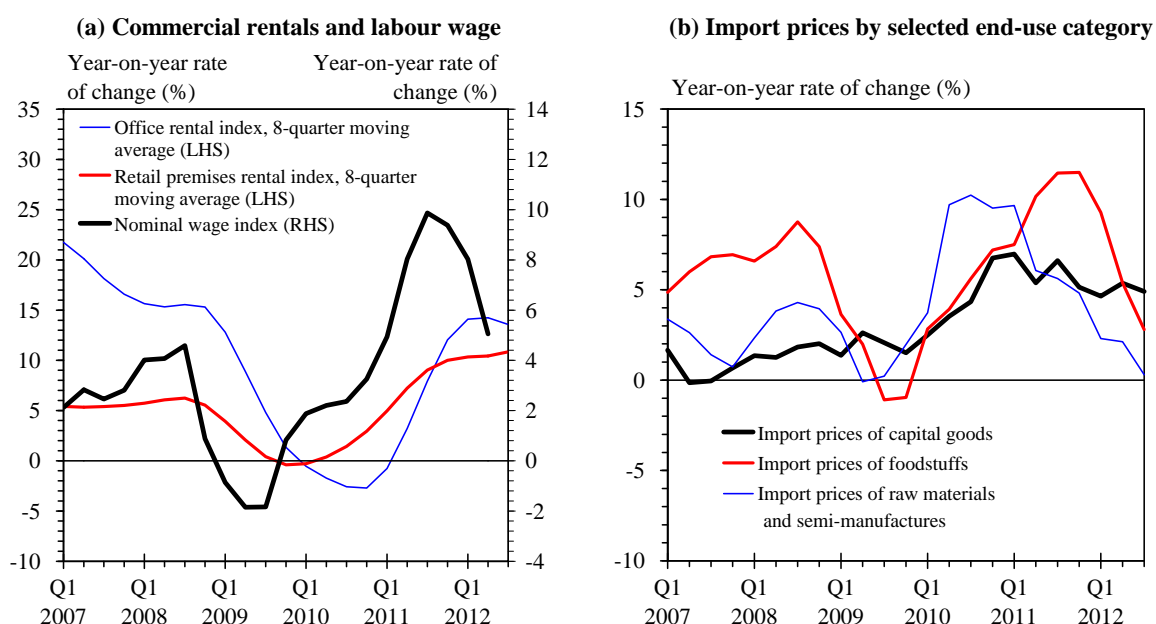 (a) Commercial rentals and labour wage
Year-on-year rate
of change (%)
Year-on-year rate of
change (%)
35
30
25
20
15
10
5
0
-5
-10
14
12
10
8
6
4
2
0
-2
-4
Office rental index, 8-quarter moving
average (LHS)
Retail premises rental index, 8-quarter
moving average (LHS)
Nominal wage index (RHS)
Q1 Q1 Q1 Q1 Q1 Q1
2007 2008 2009 2010 2011 2012
(b) Import prices by selected end-use category
Year-on-year rate of change (%)
15
10
5
0
-5
-10
Import prices of capital goods
Import prices of foodstuffs
Import prices of raw materials
and semi-manufactures
Q1 Q1 Q1 Q1 Q1 Q1
2007 2008 2009 2010 2011 2012